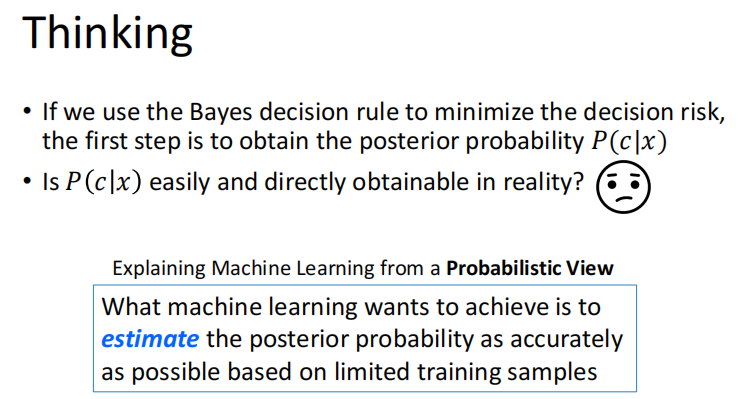 Thinking
• If we use the Bayes decision rule to minimize the decision risk,
the first step is to obtain the posterior probability P(c|x)
• Is P(c|x) easily and directly obtainable in reality?
Explaining Machine Learning from a Probabilistic View
What machine learning wants to achieve is to
estimate the posterior probability as accurately
as possible based on limited training samples